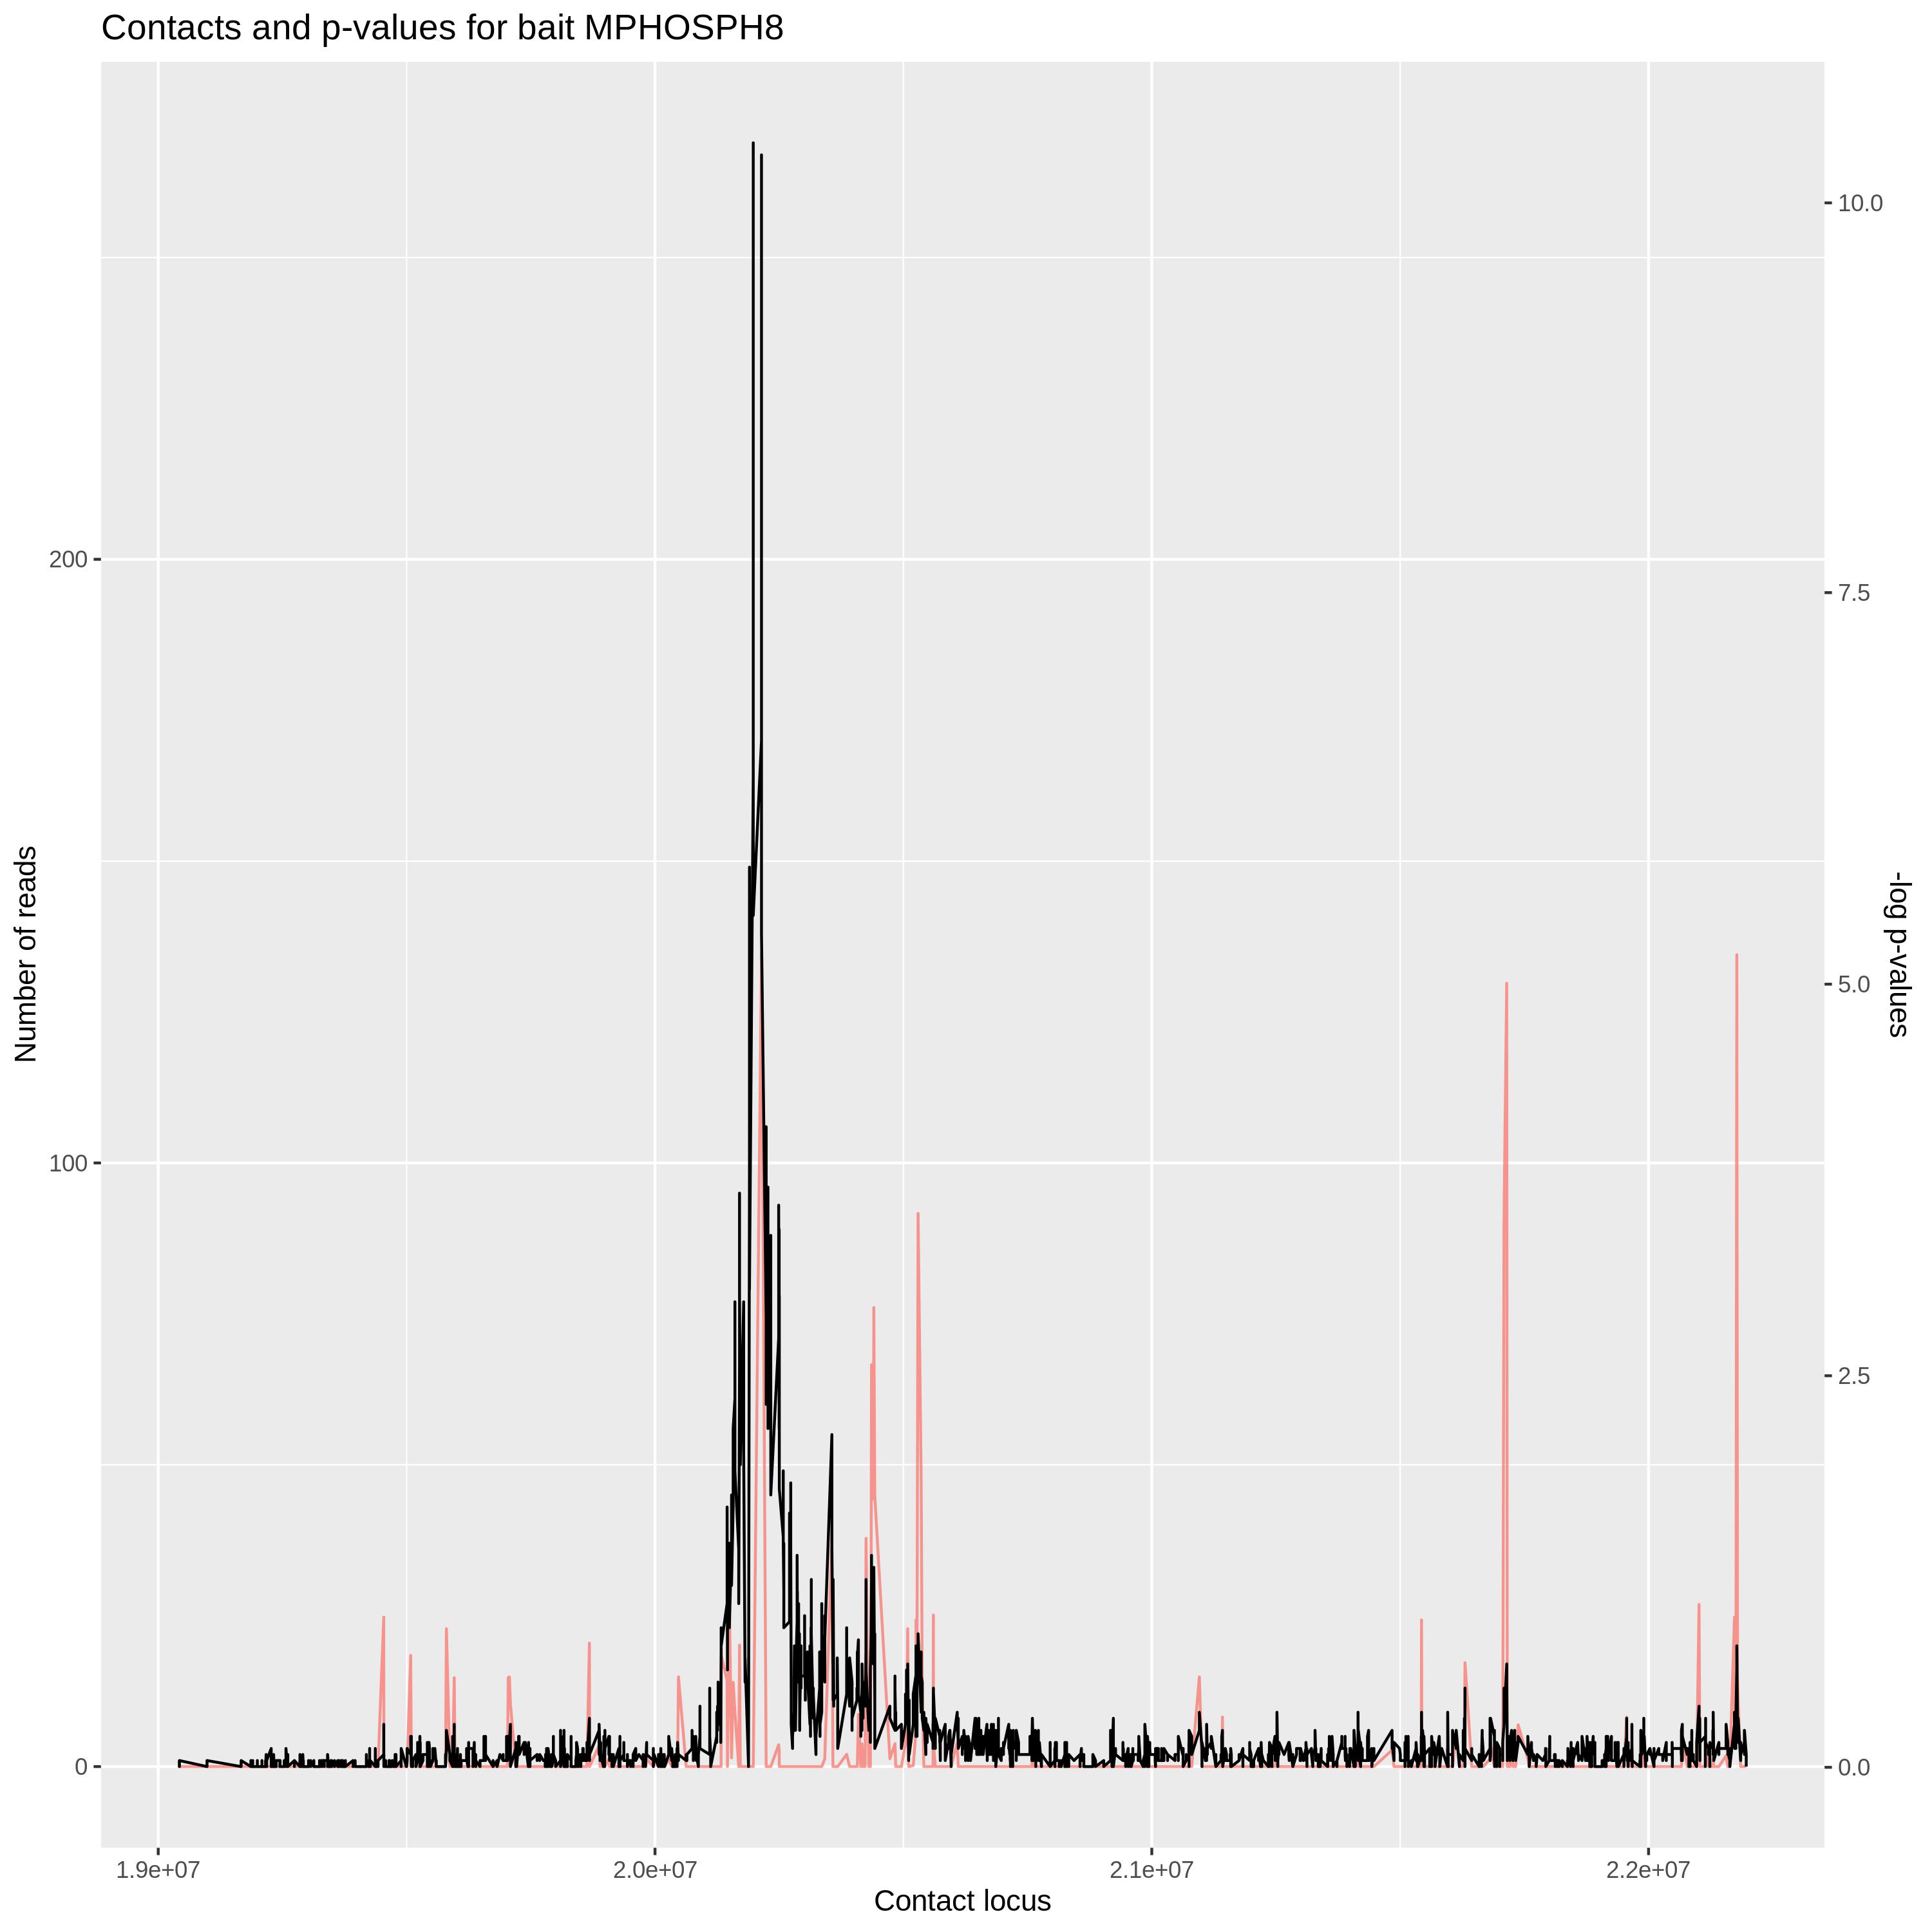 Contacts and p-values for bait MPHOSPH8
Number of reads
200
100
0
10.0
7.5
5.0
2.5
0.0
-log p-values
1.9e+07 2.0e+07 2.1e+07 2.2e+07
Contact locus